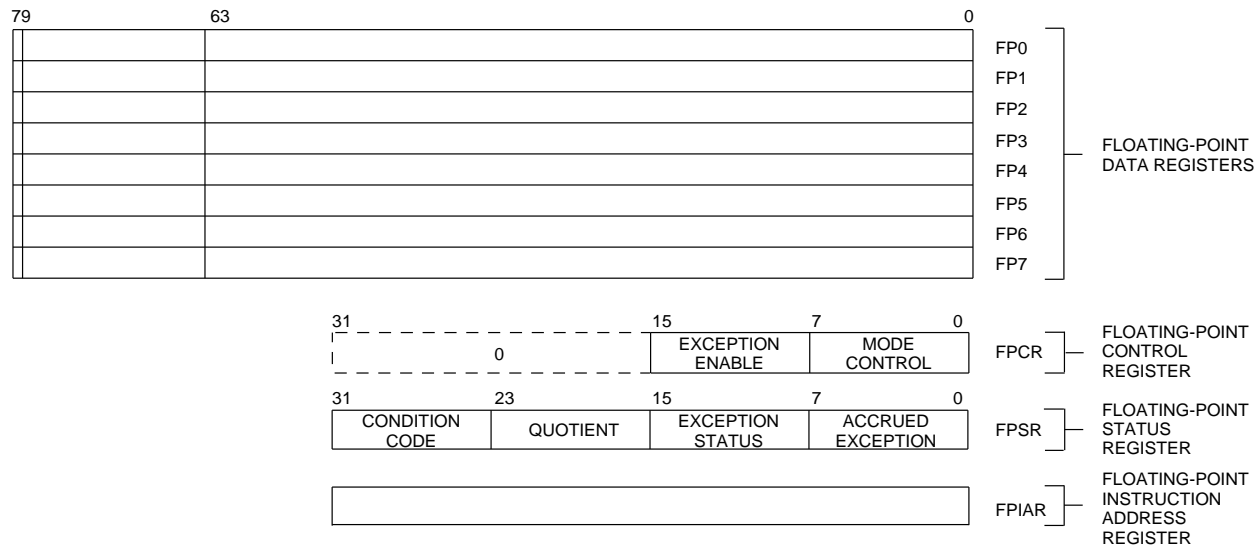 79 63 0
FP0
FP1
FP2
FP3
FP4
FP5
FP6
FP7
FLOATING-POINT
DATA REGISTERS
31 15 7 0
0
EXCEPTION
ENABLE
MODE
CONTROL
FPCR
FLOATING-POINT
CONTROL
REGISTER
31 23 15 7 0
CONDITION
CODE
QUOTIENT
EXCEPTION
STATUS
ACCRUED
EXCEPTION
FPSR
FLOATING-POINT
STATUS
REGISTER
FPIAR
FLOATING-POINT
INSTRUCTION
ADDRESS
REGISTER